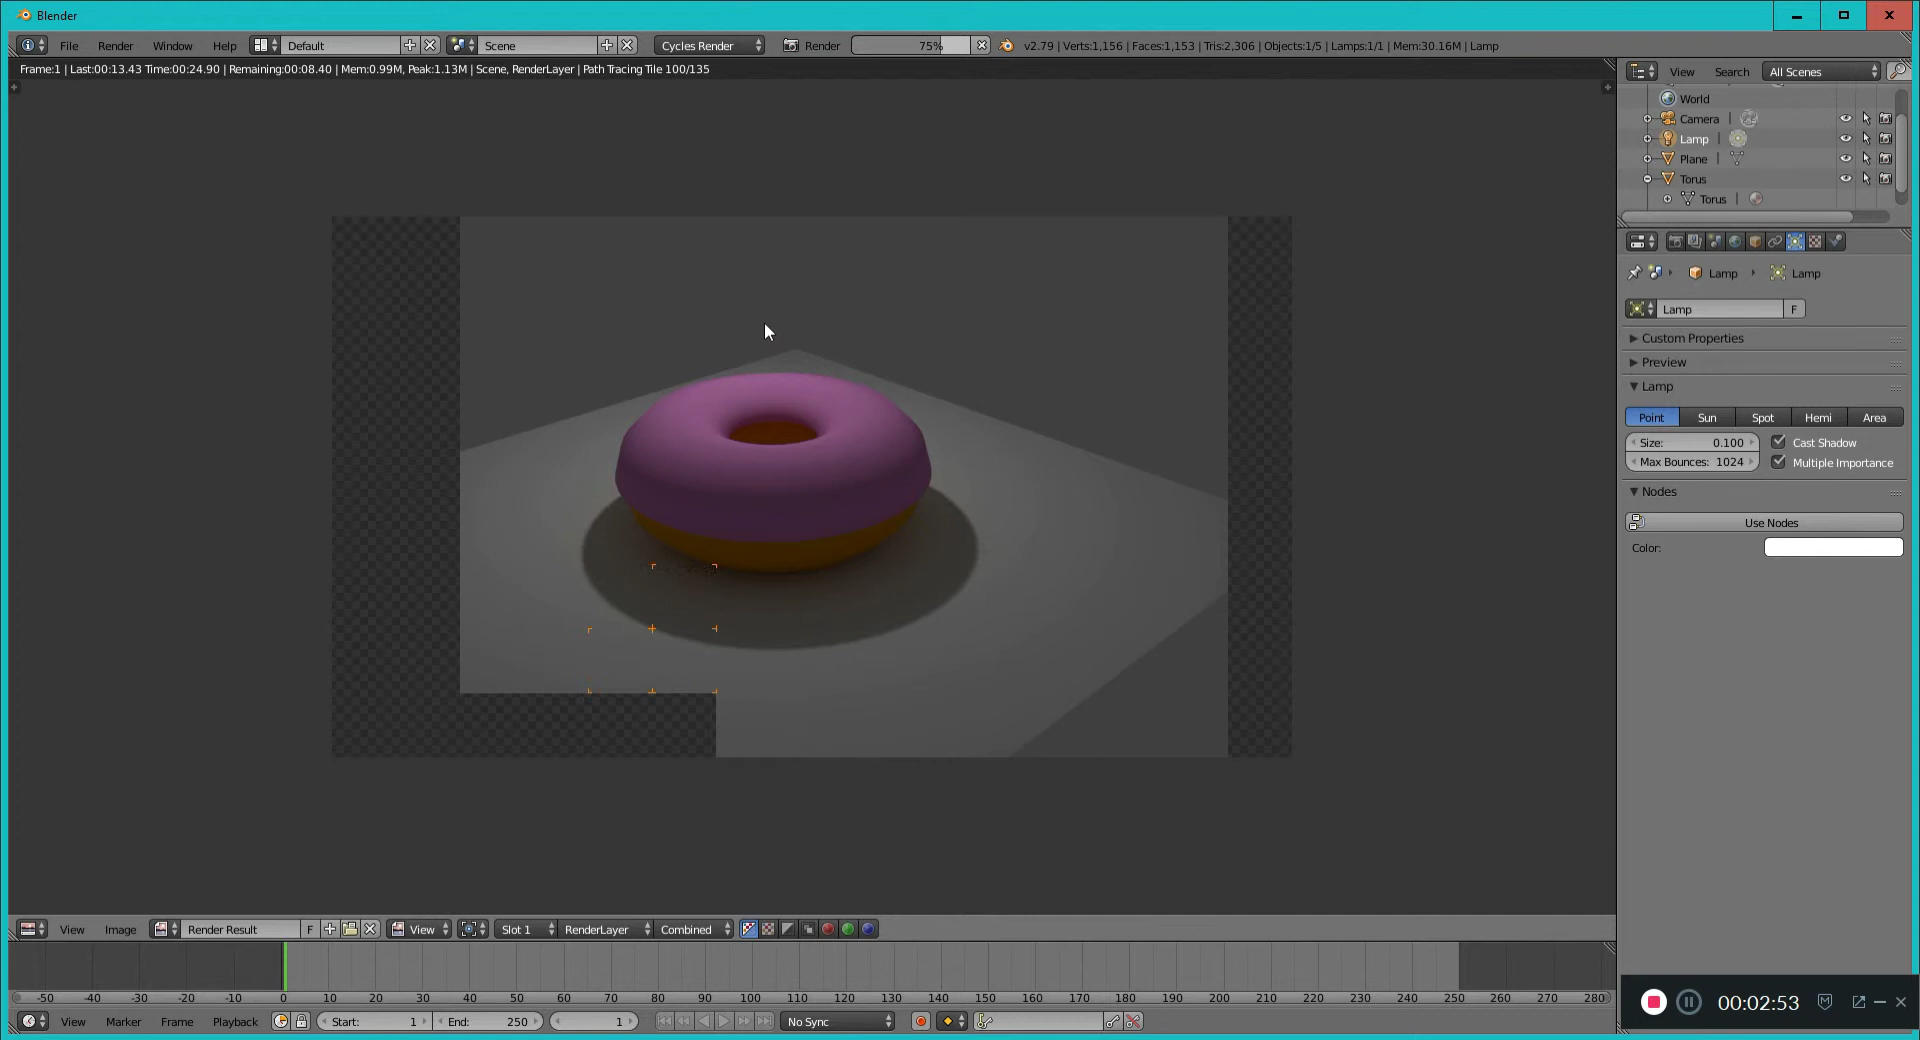 Blender
File Render Window Help Default Scene Cycles Render Render 75% v2.79 | Verts:1,156 | Faces:1,153 | Tris:2,306 | Objects:1/5 | Lamps:1/1 | Mem:30.16M | Lamp
Frame:1 | Last:00:13.43 Time:00:24.90 | Remaining:00:08.40 | Mem:0.99M, Peak:1.13M | Scene, RenderLayer | Path Tracing Tile 100/135
View Search All Scenes
World
Camera
Lamp
Plane
Torus
Torus
Lamp Lamp
Lamp F
Custom Properties
Preview
Lamp
Point Sun Spot Hemi Area
Size: 0.100 Cast Shadow
Max Bounces: 1024 Multiple Importance
Nodes
Use Nodes
Color:
View Image Render Result F View Slot 1 RenderLayer Combined
-50 -40 -30 -20 -10 0 10 20 30 40 50 60 70 80 90 100 110 120 130 140 150 160 170 180 190 200 210 220 230 240 250 260 270 280
View Marker Frame Playback Start: 1 End: 250 1 No Sync
00:02:53